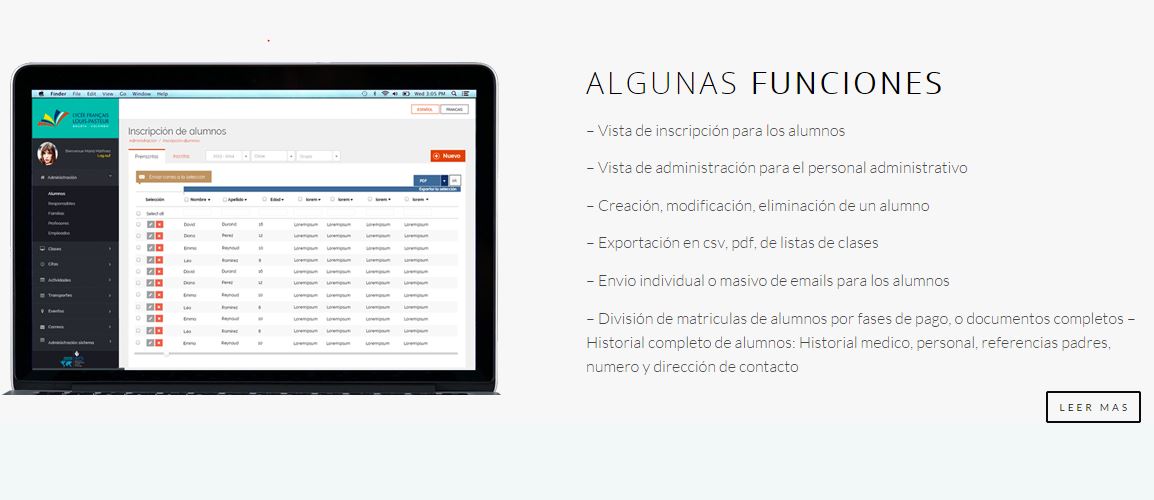 Finder File Edit View Go Window Help
Wed 3:05 PM
LYCÉE FRANÇAIS
LOUIS-PASTEUR
ESPAÑOL FRANCAIS
Inscripción de alumnos
Administración / Inscripción alumnos
Bienvenue Maria Martinez
Log out
Preinscritos Inscritos Clase Grupo Nuevo
Administración
Enviar correo a la selección
PDF OK
Exportar la selección
Alumnos
Responsables
Familias
Profesores
Empleados
Clases
Citas
Actividades
Transportes
Eventos
Correos
Administración sistema
Selección Nombre Apellido Edad lorem lorem lorem lorem
Select all
David Durand 16 Loremipsum Loremipsum Loremipsum Loremipsum
Diana Perez 12 Loremipsum Loremipsum Loremipsum Loremipsum
Emma Reynaud 10 Loremipsum Loremipsum Loremipsum Loremipsum
Leo Ramirez 8 Loremipsum Loremipsum Loremipsum Loremipsum
David Durand 16 Loremipsum Loremipsum Loremipsum Loremipsum
Diana Perez 12 Loremipsum Loremipsum Loremipsum Loremipsum
Emma Reynaud 10 Loremipsum Loremipsum Loremipsum Loremipsum
Leo Ramirez 8 Loremipsum Loremipsum Loremipsum Loremipsum
Emma Reynaud 10 Loremipsum Loremipsum Loremipsum Loremipsum
Leo Ramirez 8 Loremipsum Loremipsum Loremipsum Loremipsum
Emma Reynaud 10 Loremipsum Loremipsum Loremipsum Loremipsum
ALGUNAS FUNCIONES
– Vista de inscripción para los alumnos
– Vista de administración para el personal administrativo
– Creación, modificación, eliminación de un alumno
– Exportación en csv, pdf, de listas de clases
– Envio individual o masivo de emails para los alumnos
– División de matriculas de alumnos por fases de pago, o documentos completos –
Historial completo de alumnos: Historial medico, personal, referencias padres,
numero y dirección de contacto
LEER MAS